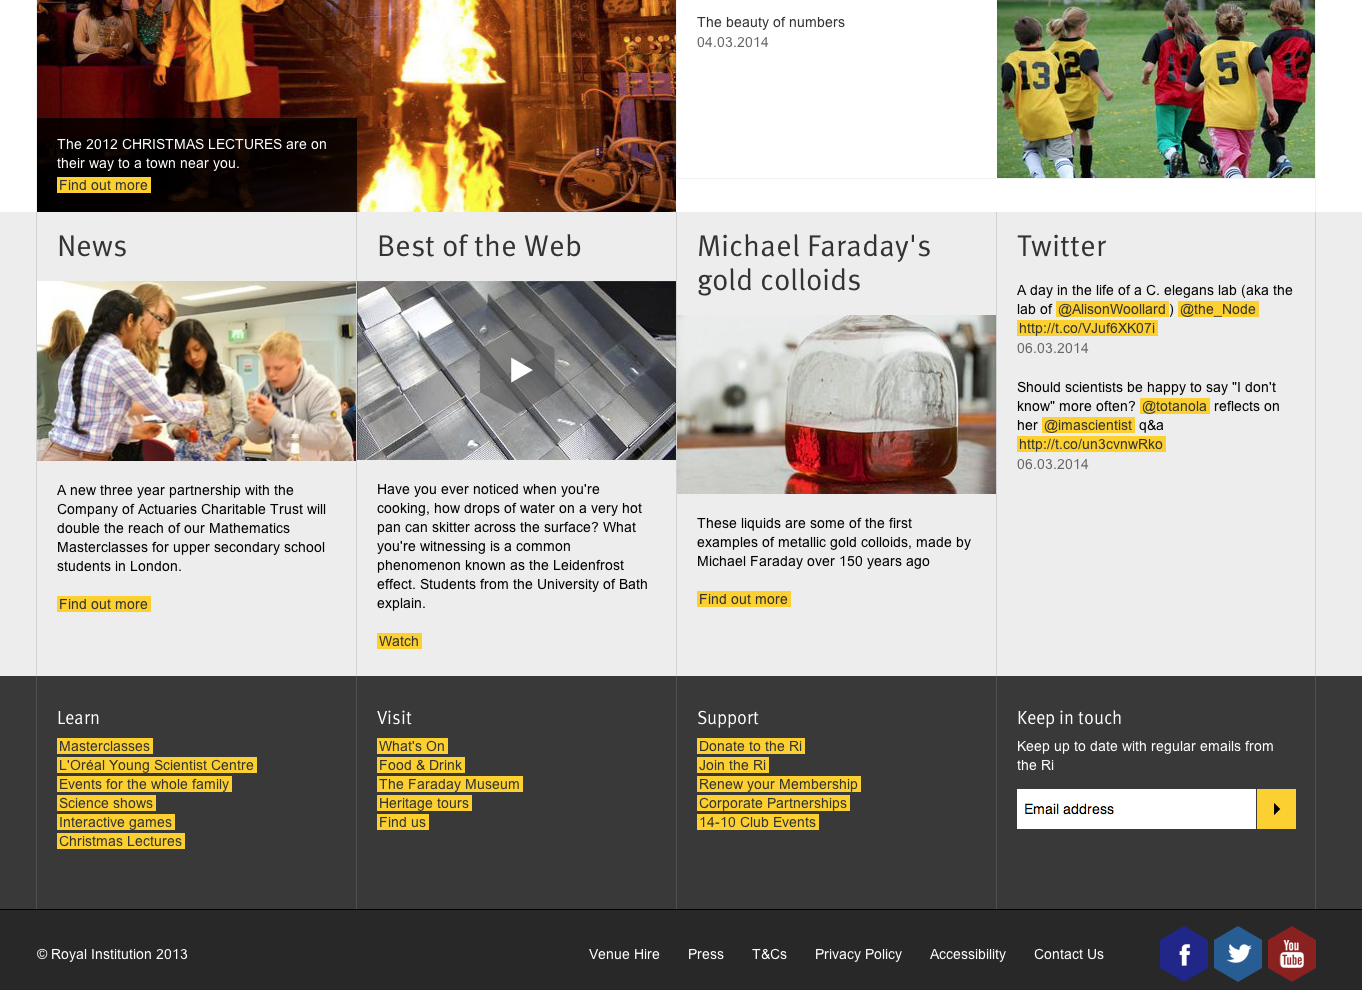 The beauty of numbers
04.03.2014
13
2
11
5
12
The 2012 CHRISTMAS LECTURES are on
their way to a town near you.
Find out more
News
A new three year partnership with the
Company of Actuaries Charitable Trust will
double the reach of our Mathematics
Masterclasses for upper secondary school
students in London.
Find out more
Best of the Web
Have you ever noticed when you're
cooking, how drops of water on a very hot
pan can skitter across the surface? What
you're witnessing is a common
phenomenon known as the Leidenfrost
effect. Students from the University of Bath
explain.
Watch
Michael Faraday's
gold colloids
These liquids are some of the first
examples of metallic gold colloids, made by
Michael Faraday over 150 years ago
Find out more
Twitter
A day in the life of a C. elegans lab (aka the
lab of @AlisonWoollard) @the_Node
http://t.co/VJuf6XK07i
06.03.2014
Should scientists be happy to say "I don't
know" more often? @totanola reflects on
her @imascientist q&a
http://t.co/un3cvnwRko
06.03.2014
Learn
Masterclasses
L'Oréal Young Scientist Centre
Events for the whole family
Science shows
Interactive games
Christmas Lectures
Visit
What's On
Food & Drink
The Faraday Museum
Heritage tours
Find us
Support
Donate to the Ri
Join the Ri
Renew your Membership
Corporate Partnerships
14-10 Club Events
Keep in touch
Keep up to date with regular emails from
the Ri
Email address
© Royal Institution 2013
Venue Hire
Press
T&Cs
Privacy Policy
Accessibility
Contact Us
f
You
Tube